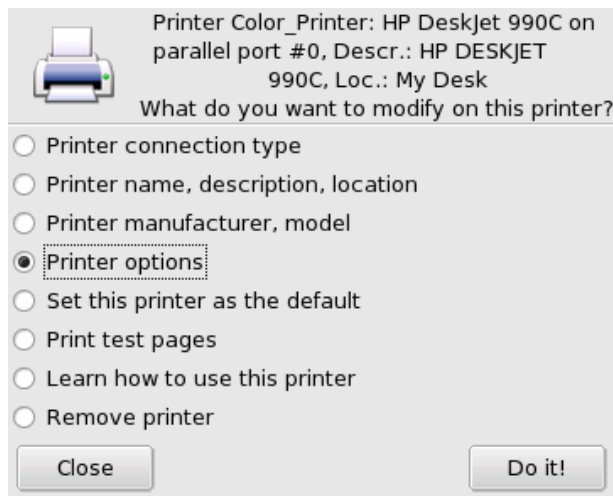 Printer Color_Printer: HP DeskJet 990C on
parallel port #0, Descr.: HP DESKJET
990C, Loc.: My Desk
What do you want to modify on this printer?
Printer connection type
Printer name, description, location
Printer manufacturer, model
Printer options
Set this printer as the default
Print test pages
Learn how to use this printer
Remove printer
Close
Do it!